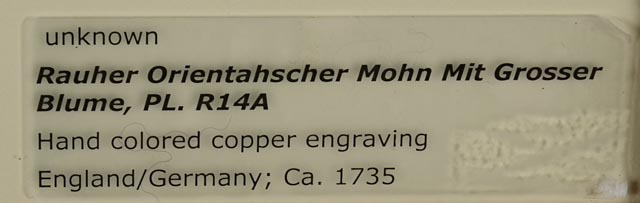 unknown
Rauher Orientahscher Mohn Mit Grosser
Blume, PL. R14A
Hand colored copper engraving
England/Germany; Ca. 1735